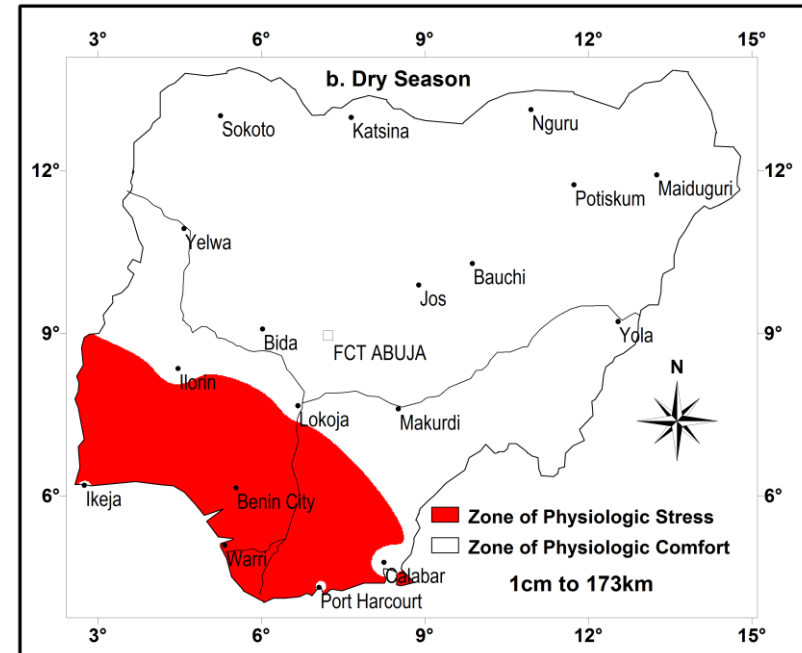 3° 6° 9° 12° 15°
b. Dry Season
Sokoto
Katsina
Nguru
12° 12°
Potiskum
Maiduguri
Yelwa
Bauchi
Jos
9° 9°
Bida
FCT ABUJA
Yola
N
Ilorin
Lokoja
Makurdi
6° 6°
Ikeja
Benin City
Zone of Physiologic Stress
Warri
Zone of Physiologic Comfort
Calabar
1cm to 173km
Port Harcourt
3° 6° 9° 12° 15°